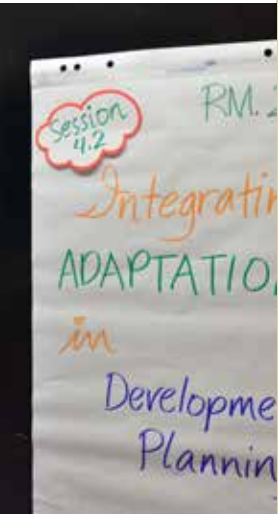 Session
4.2
RM. 2
Integratin
ADAPTATIO
in
Developme
Plannin